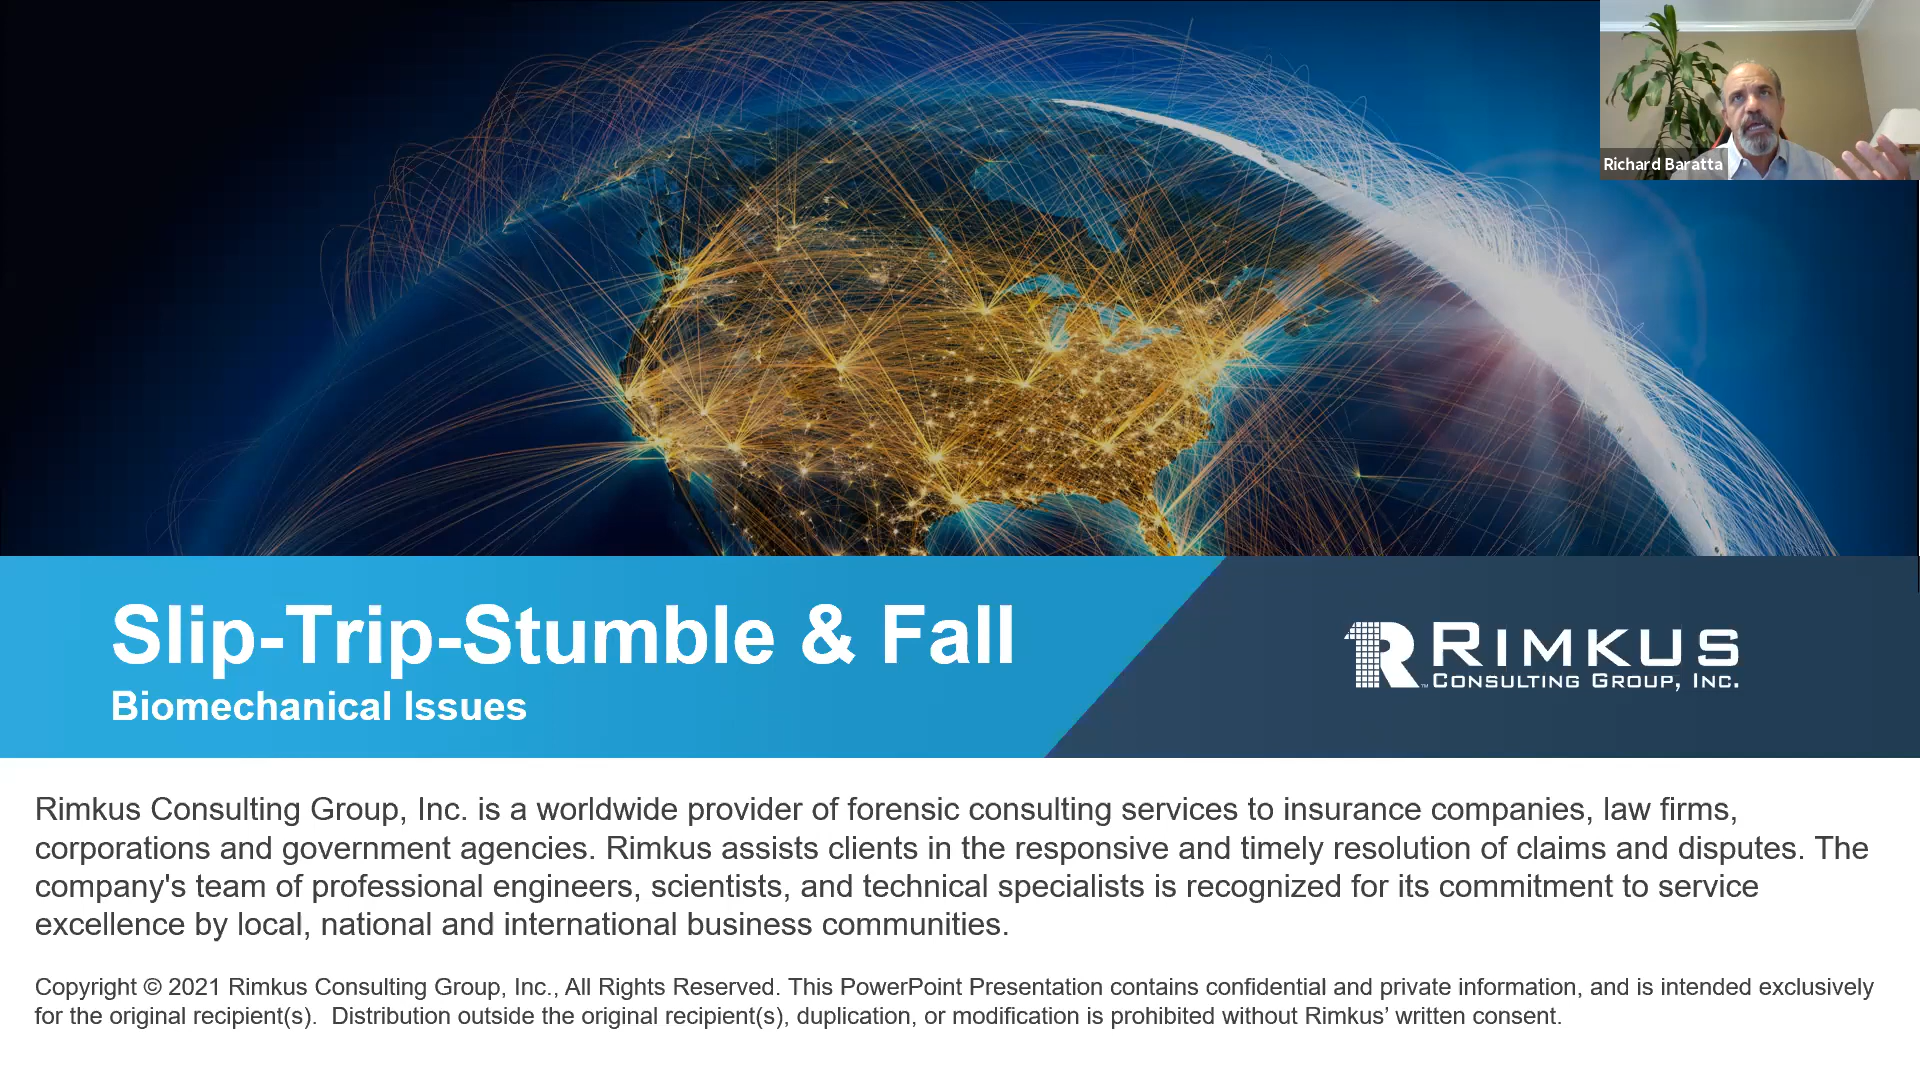 Richard Baratta
Slip-Trip-Stumble & Fall
Biomechanical Issues
R™ RIMKUS
CONSULTING GROUP, INC.
Rimkus Consulting Group, Inc. is a worldwide provider of forensic consulting services to insurance companies, law firms,
corporations and government agencies. Rimkus assists clients in the responsive and timely resolution of claims and disputes. The
company's team of professional engineers, scientists, and technical specialists is recognized for its commitment to service
excellence by local, national and international business communities.
Copyright © 2021 Rimkus Consulting Group, Inc., All Rights Reserved. This PowerPoint Presentation contains confidential and private information, and is intended exclusively
for the original recipient(s).  Distribution outside the original recipient(s), duplication, or modification is prohibited without Rimkus’ written consent.